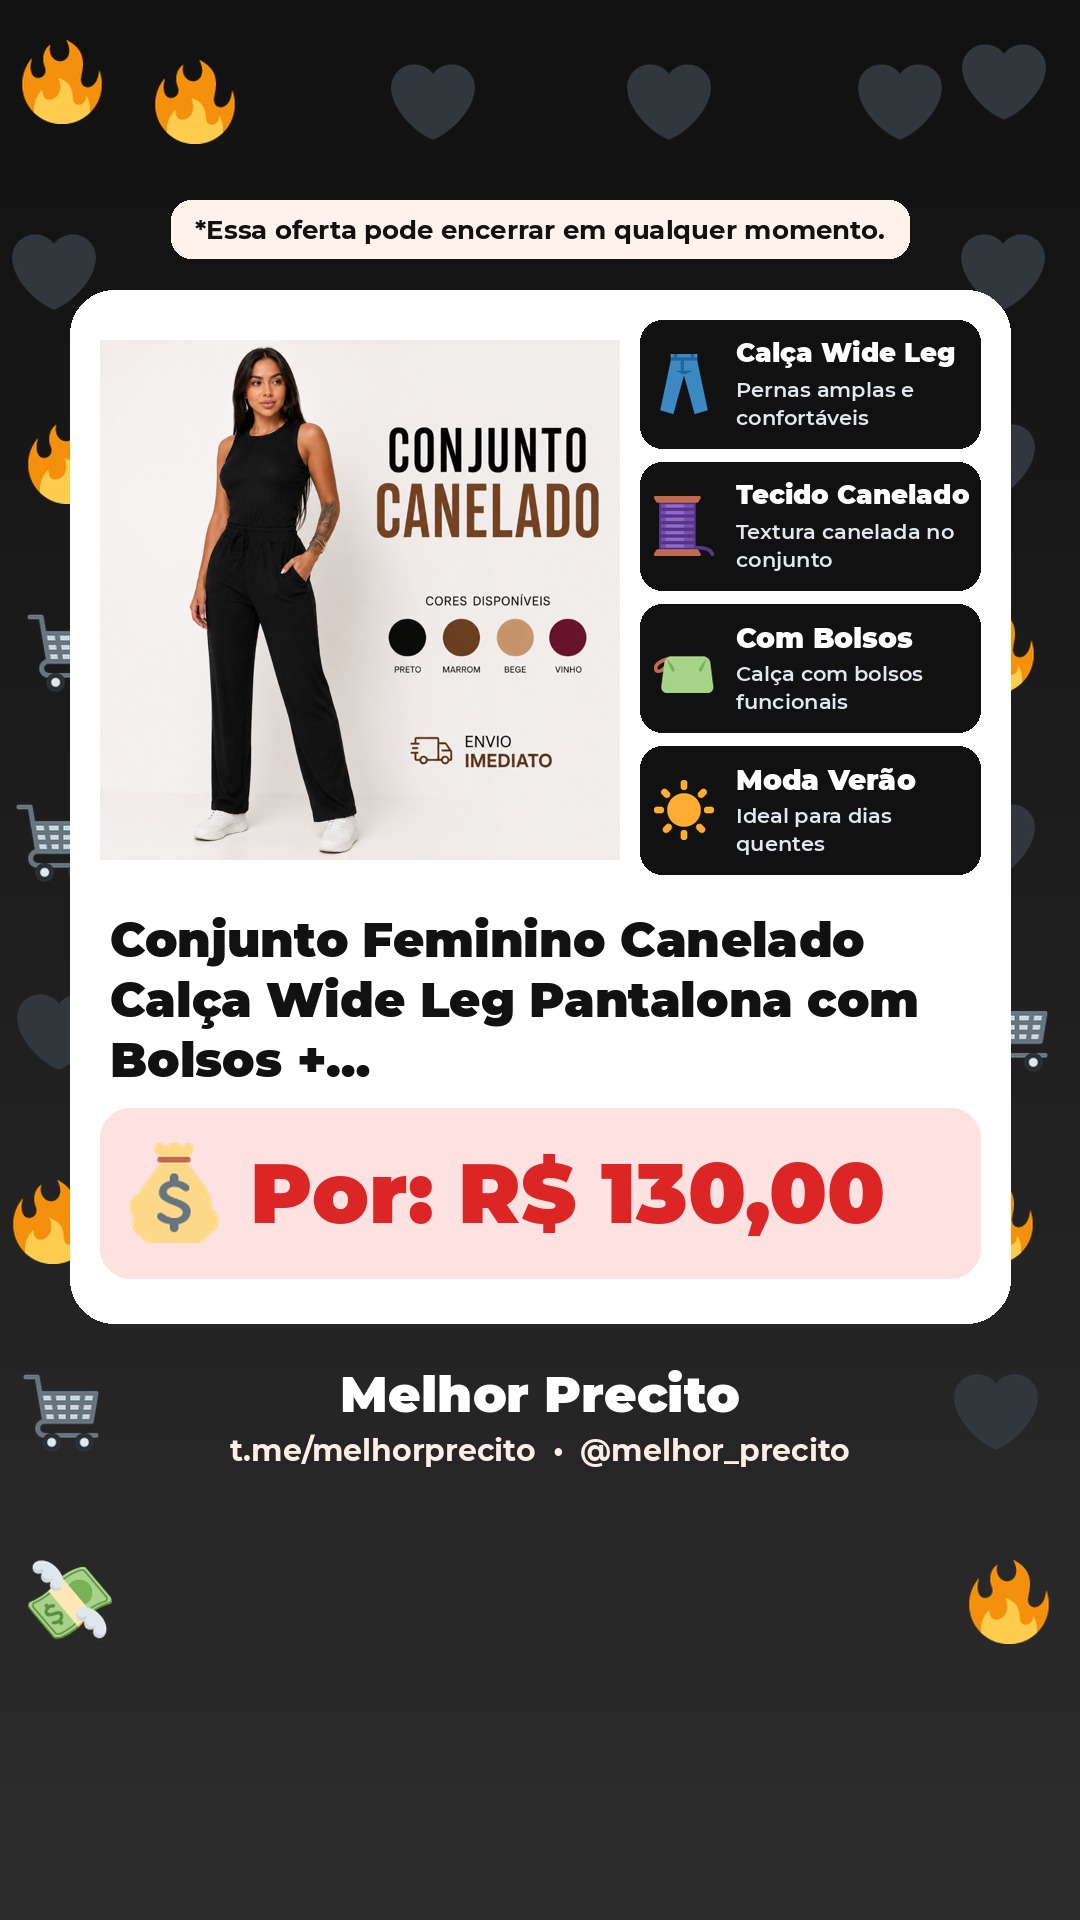 *Essa oferta pode encerrar em qualquer momento.
CONJUNTO
CANELADO
CORES DISPONÍVEIS
PRETO MARROM BEGE VINHO
ENVIO
IMEDIATO
Calça Wide Leg
Pernas amplas e
confortáveis
Tecido Canelado
Textura canelada no
conjunto
Com Bolsos
Calça com bolsos
funcionais
Moda Verão
Ideal para dias
quentes
Conjunto Feminino Canelado
Calça Wide Leg Pantalona com
Bolsos +...
Por: R$ 130,00
Melhor Precito
t.me/melhorprecito • @melhor_precito